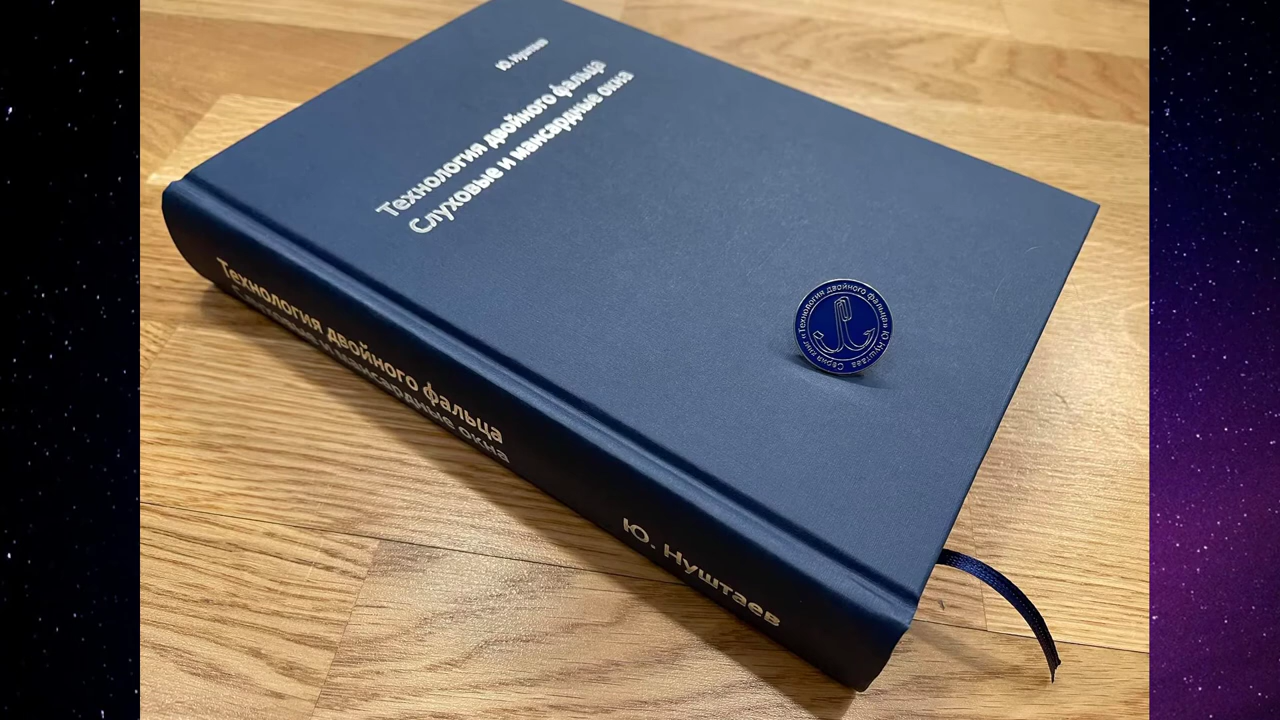 Ю. Нуштаев
Технология двойного фальца
Слуховые и мансардные окна
Технология двойного фальца
Слуховые и мансардные окна
Ю. Нуштаев
Серия книг «Технология двойного фальца» Ю. Нуштаев